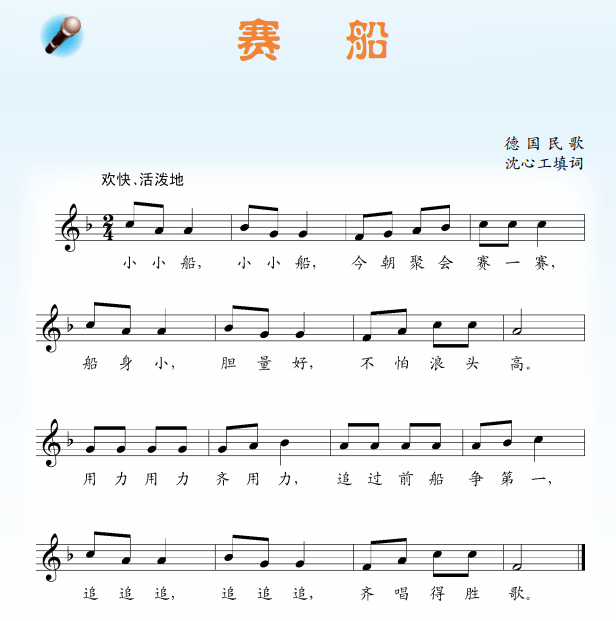 赛 船
德国民歌
沈心工填词
欢快、活泼地
2
4
小小船, 小小船, 今朝聚会 赛一赛,
船身小, 胆量好, 不怕浪头 高。
用力用力 齐用力, 追过前船 争第一,
追追追, 追追追, 齐唱得胜 歌。